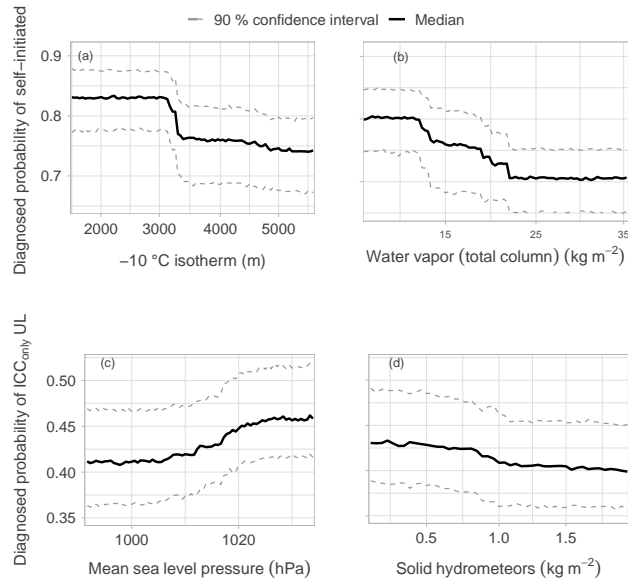 90 % confidence interval Median
Diagnosed probability of self−initiated
(a)
0.9
0.8
0.7
2000 3000 4000 5000
−10 °C isotherm (m)
(b)
15 25 35
Water vapor (total column) (kg m−2)
Diagnosed probability of ICConly UL
(c)
0.50
0.45
0.40
0.35
1000 1020
Mean sea level pressure (hPa)
(d)
0.5 1.0 1.5
Solid hydrometeors (kg m−2)